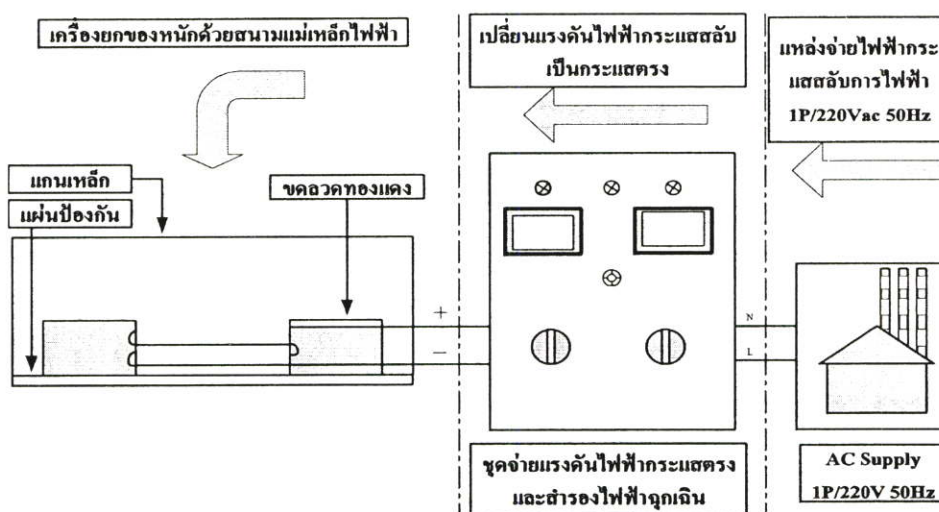 เครื่องยกของหนักด้วยสนามแม่เหล็กไฟฟ้า
เปลี่ยนแรงดันไฟฟ้ากระแสสลับ
เป็นกระแสตรง
แหล่งจ่ายไฟฟ้ากระ
แสสลับการไฟฟ้า
1P/220Vac 50Hz
แกนเหล็ก
แผ่นป้องกัน
ขดลวดทองแดง
+
−
N
L
ชุดจ่ายแรงดันไฟฟ้ากระแสตรง
และสำรองไฟฟ้าฉุกเฉิน
AC Supply
1P/220V 50Hz